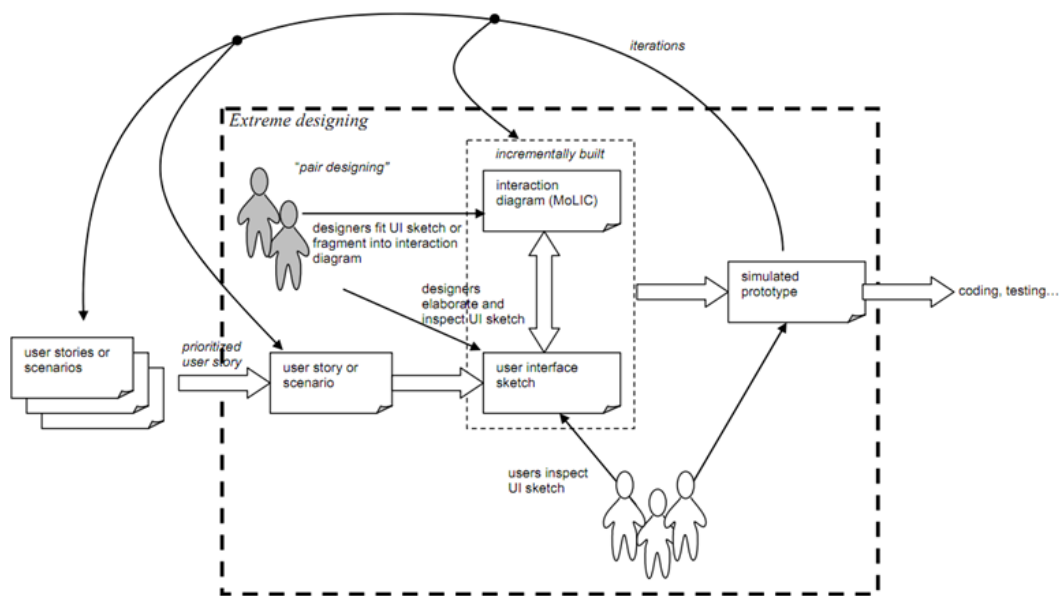 iterations
Extreme designing
"pair designing"
incrementally built
interaction
diagram (MoLIC)
designers fit UI sketch or
fragment into interaction
diagram
designers
elaborate and
inspect UI sketch
simulated
prototype
coding, testing…
user stories or
scenarios
prioritized
user story
user story or
scenario
user interface
sketch
users inspect
UI sketch